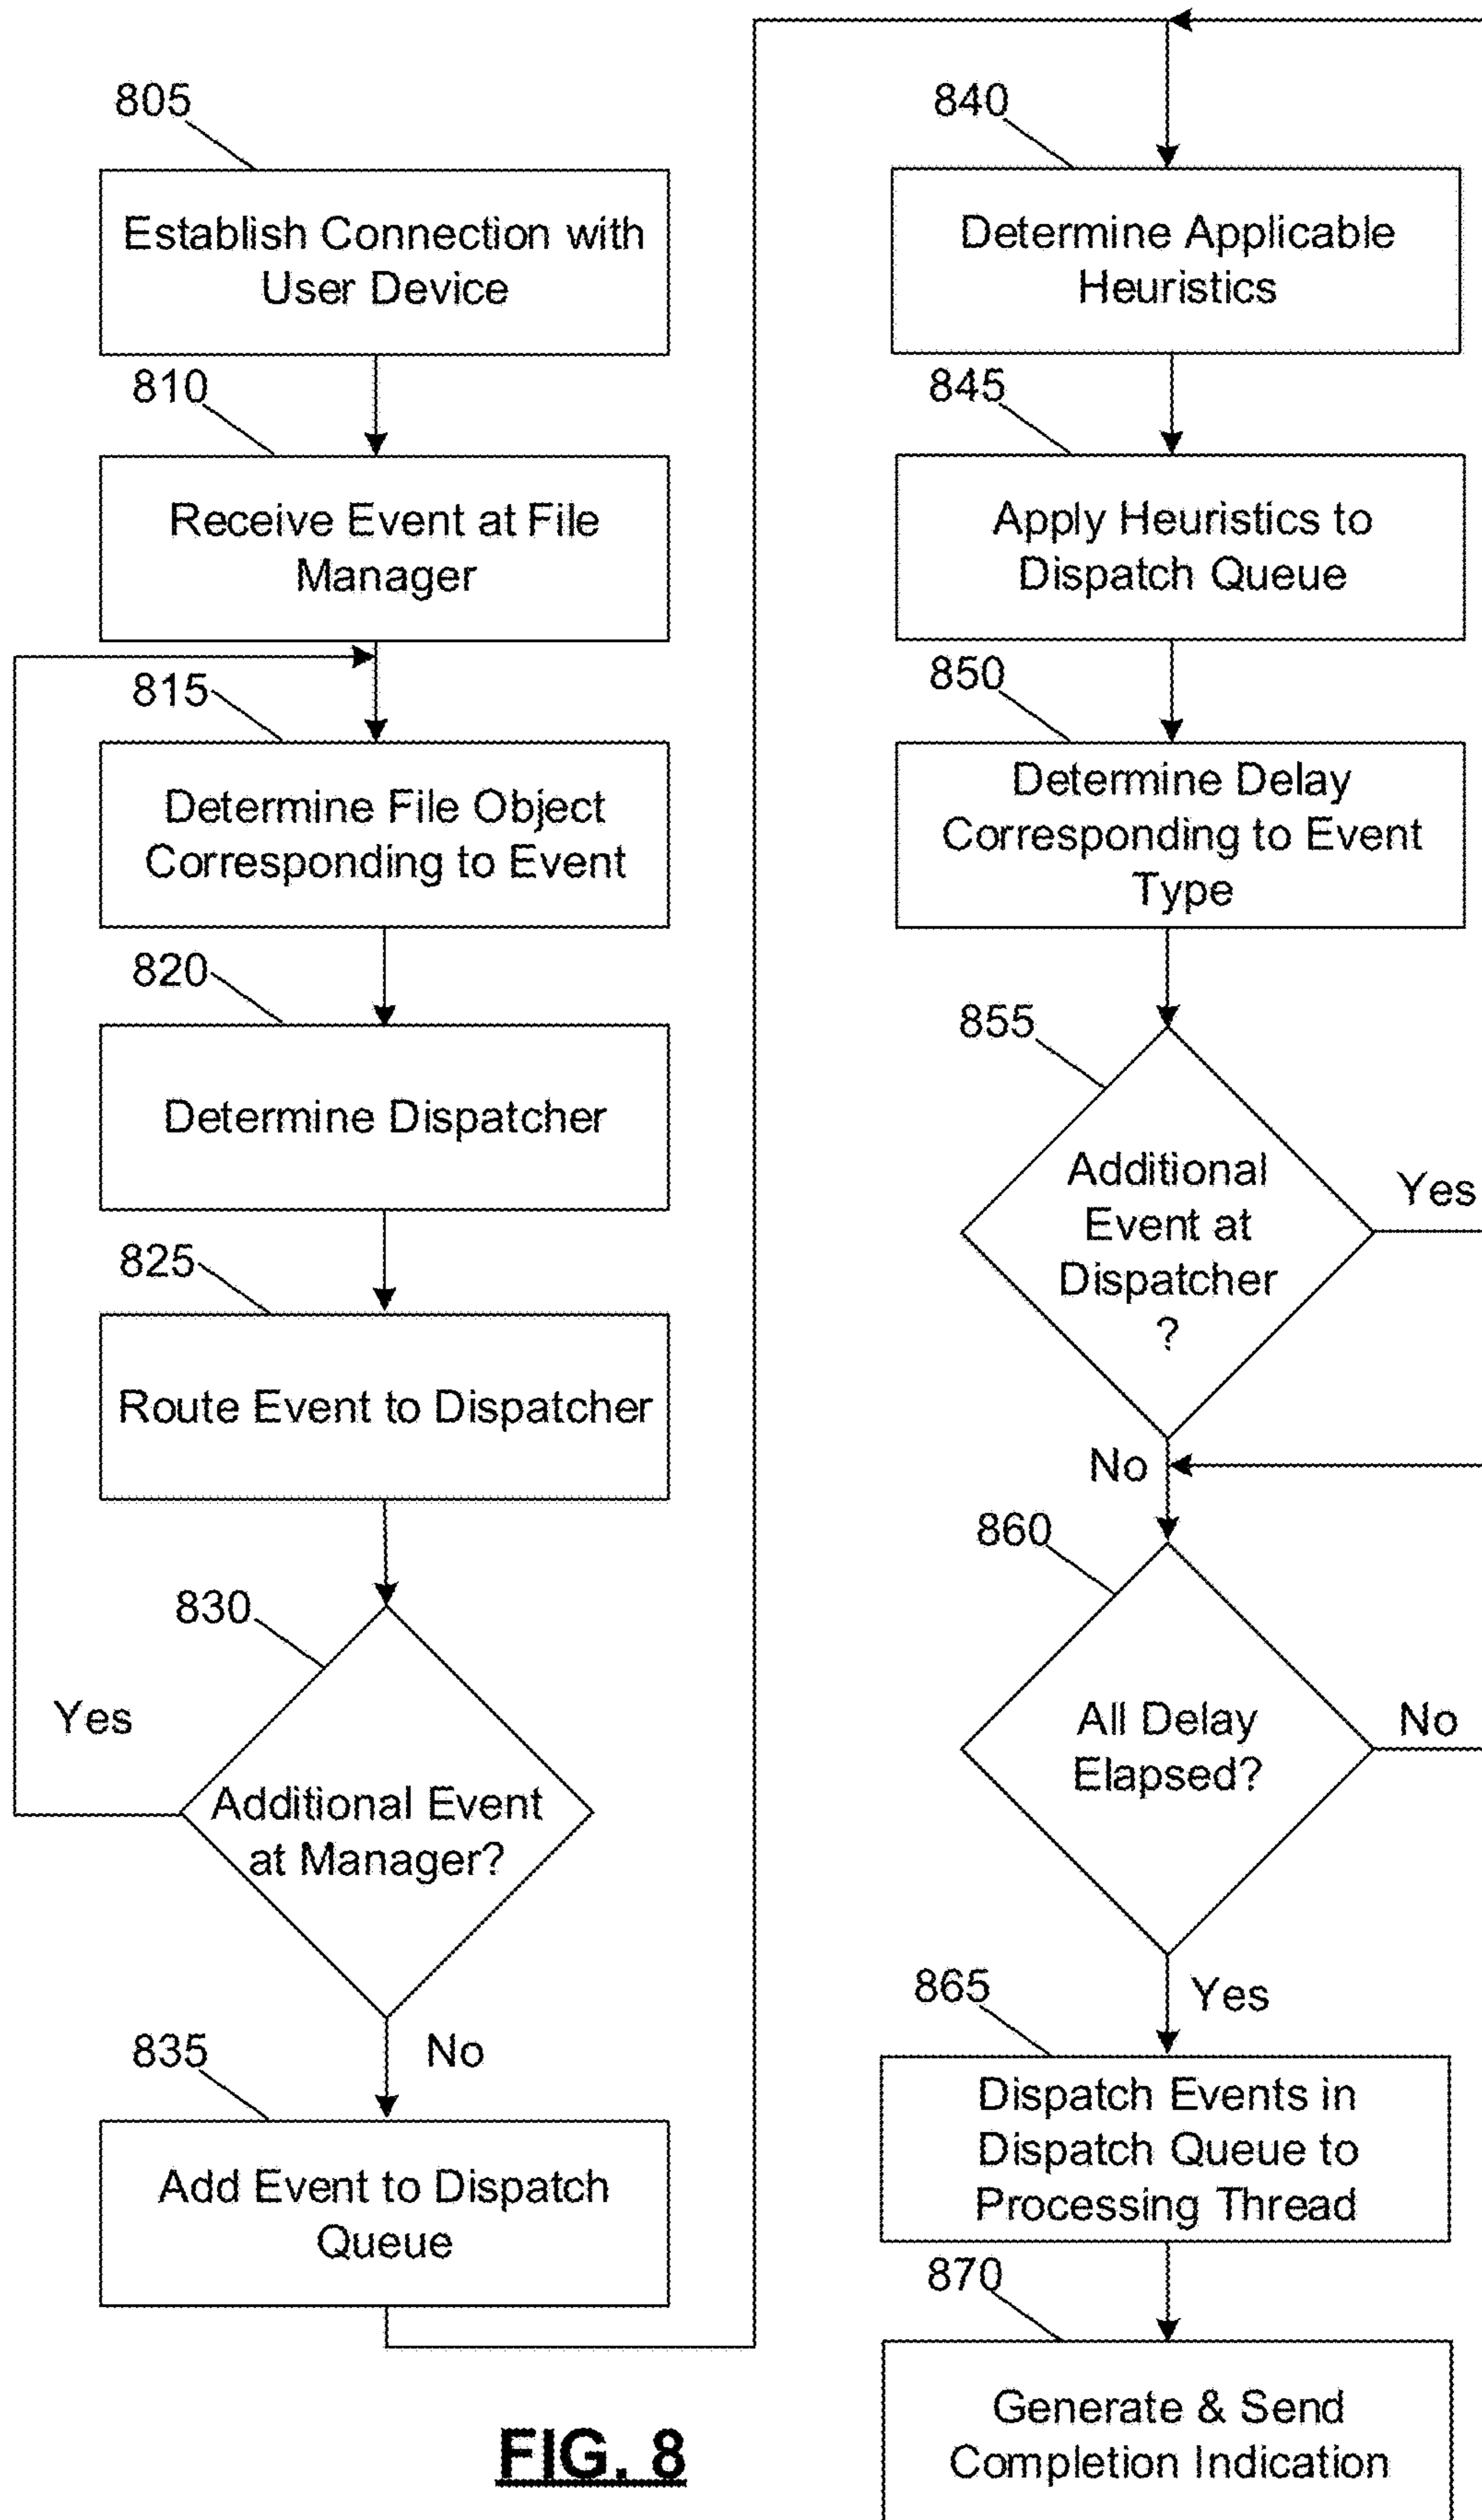 805
Establish Connection with
User Device
810
Receive Event at File
Manager
815
Determine File Object
Corresponding to Event
820
Determine Dispatcher
825
Route Event to Dispatcher
830
Yes
Additional Event
at Manager?
No
835
Add Event to Dispatch
Queue
840
Determine Applicable
Heuristics
845
Apply Heuristics to
Dispatch Queue
850
Determine Delay
Corresponding to Event
Type
855
Additional
Event at
Dispatcher
?
Yes
No
860
All Delay
Elapsed?
No
Yes
865
Dispatch Events in
Dispatch Queue to
Processing Thread
870
Generate & Send
Completion Indication
FIG. 8